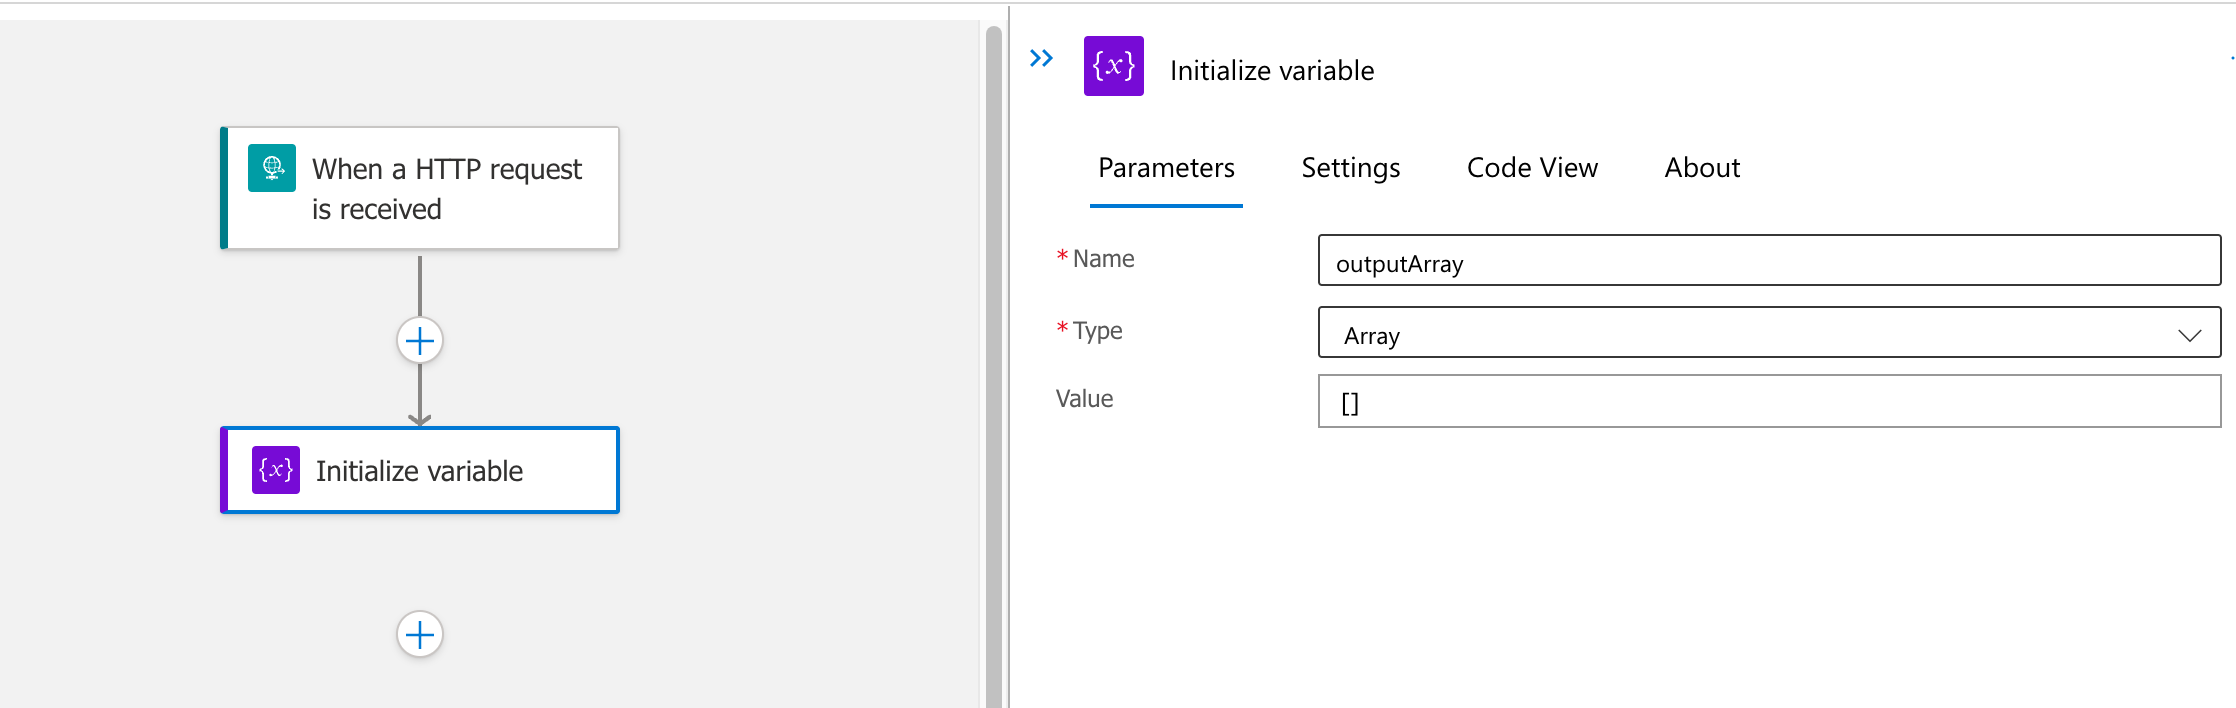 When a HTTP request
is received
{x} Initialize variable
{x} Initialize variable
Parameters Settings Code View About
* Name outputArray
* Type Array
Value []